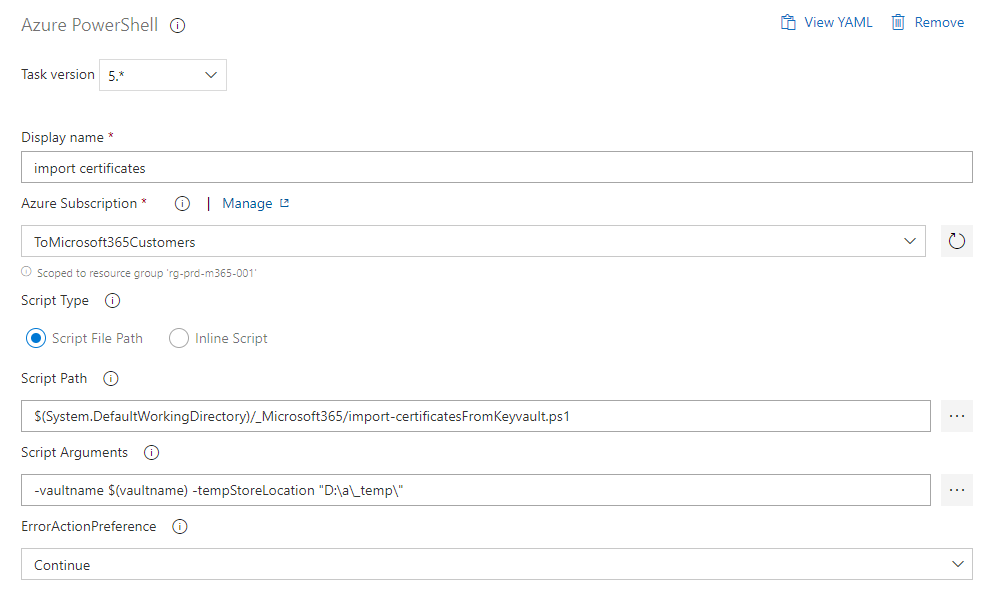 Azure PowerShell
View YAML Remove
Task version 5.*
Display name *
import certificates
Azure Subscription * | Manage
ToMicrosoft365Customers
Scoped to resource group 'rg-prd-m365-001'
Script Type
Script File Path Inline Script
Script Path
$(System.DefaultWorkingDirectory)/_Microsoft365/import-certificatesFromKeyvault.ps1
...
Script Arguments
-vaultname $(vaultname) -tempStoreLocation "D:\a\_temp\"
...
ErrorActionPreference
Continue